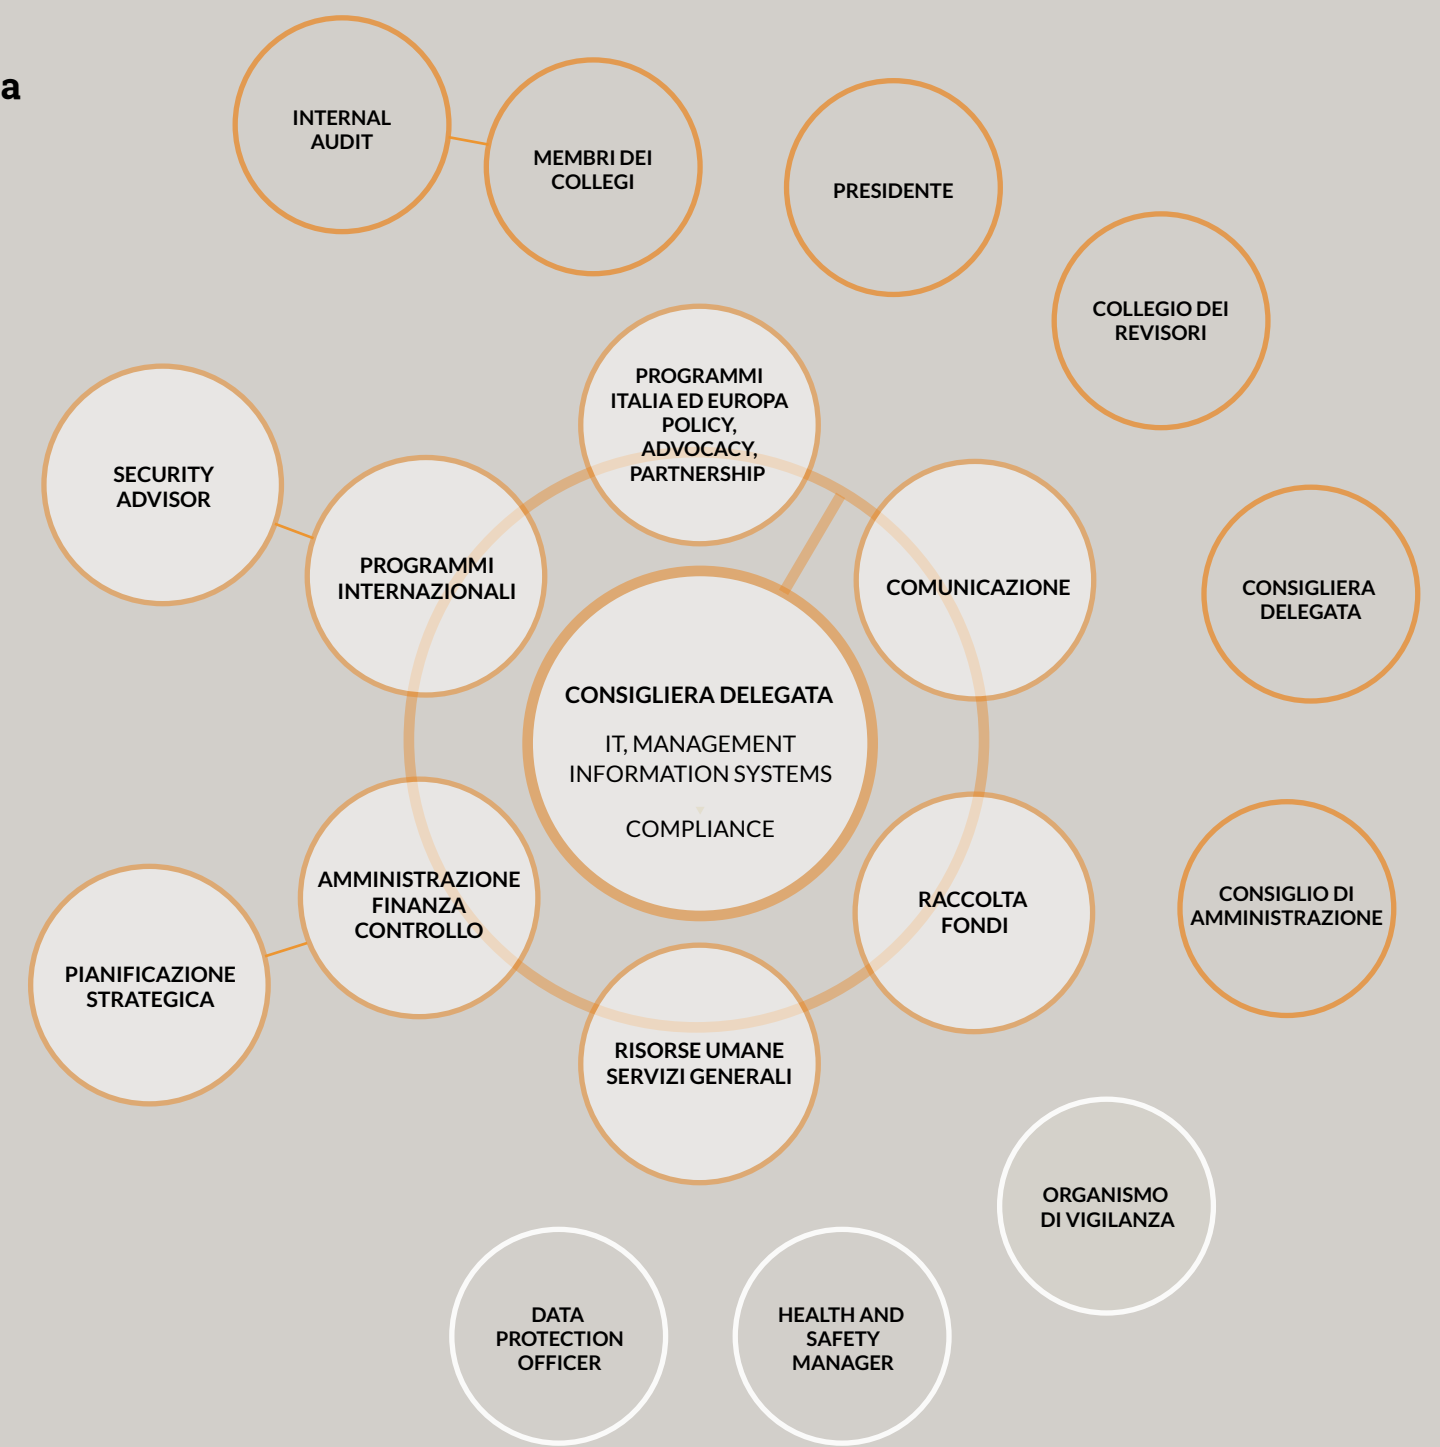 a
INTERNAL
AUDIT
MEMBRI DEI
COLLEGI
PRESIDENTE
COLLEGIO DEI
REVISORI
PROGRAMMI
ITALIA ED EUROPA
POLICY,
ADVOCACY,
PARTNERSHIP
SECURITY
ADVISOR
PROGRAMMI
INTERNAZIONALI
COMUNICAZIONE
CONSIGLIERA
DELEGATA
CONSIGLIERA DELEGATA
IT, MANAGEMENT
INFORMATION SYSTEMS
COMPLIANCE
AMMINISTRAZIONE
FINANZA
CONTROLLO
RACCOLTA
FONDI
CONSIGLIO DI
AMMINISTRAZIONE
PIANIFICAZIONE
STRATEGICA
RISORSE UMANE
SERVIZI GENERALI
ORGANISMO
DI VIGILANZA
DATA
PROTECTION
OFFICER
HEALTH AND
SAFETY
MANAGER